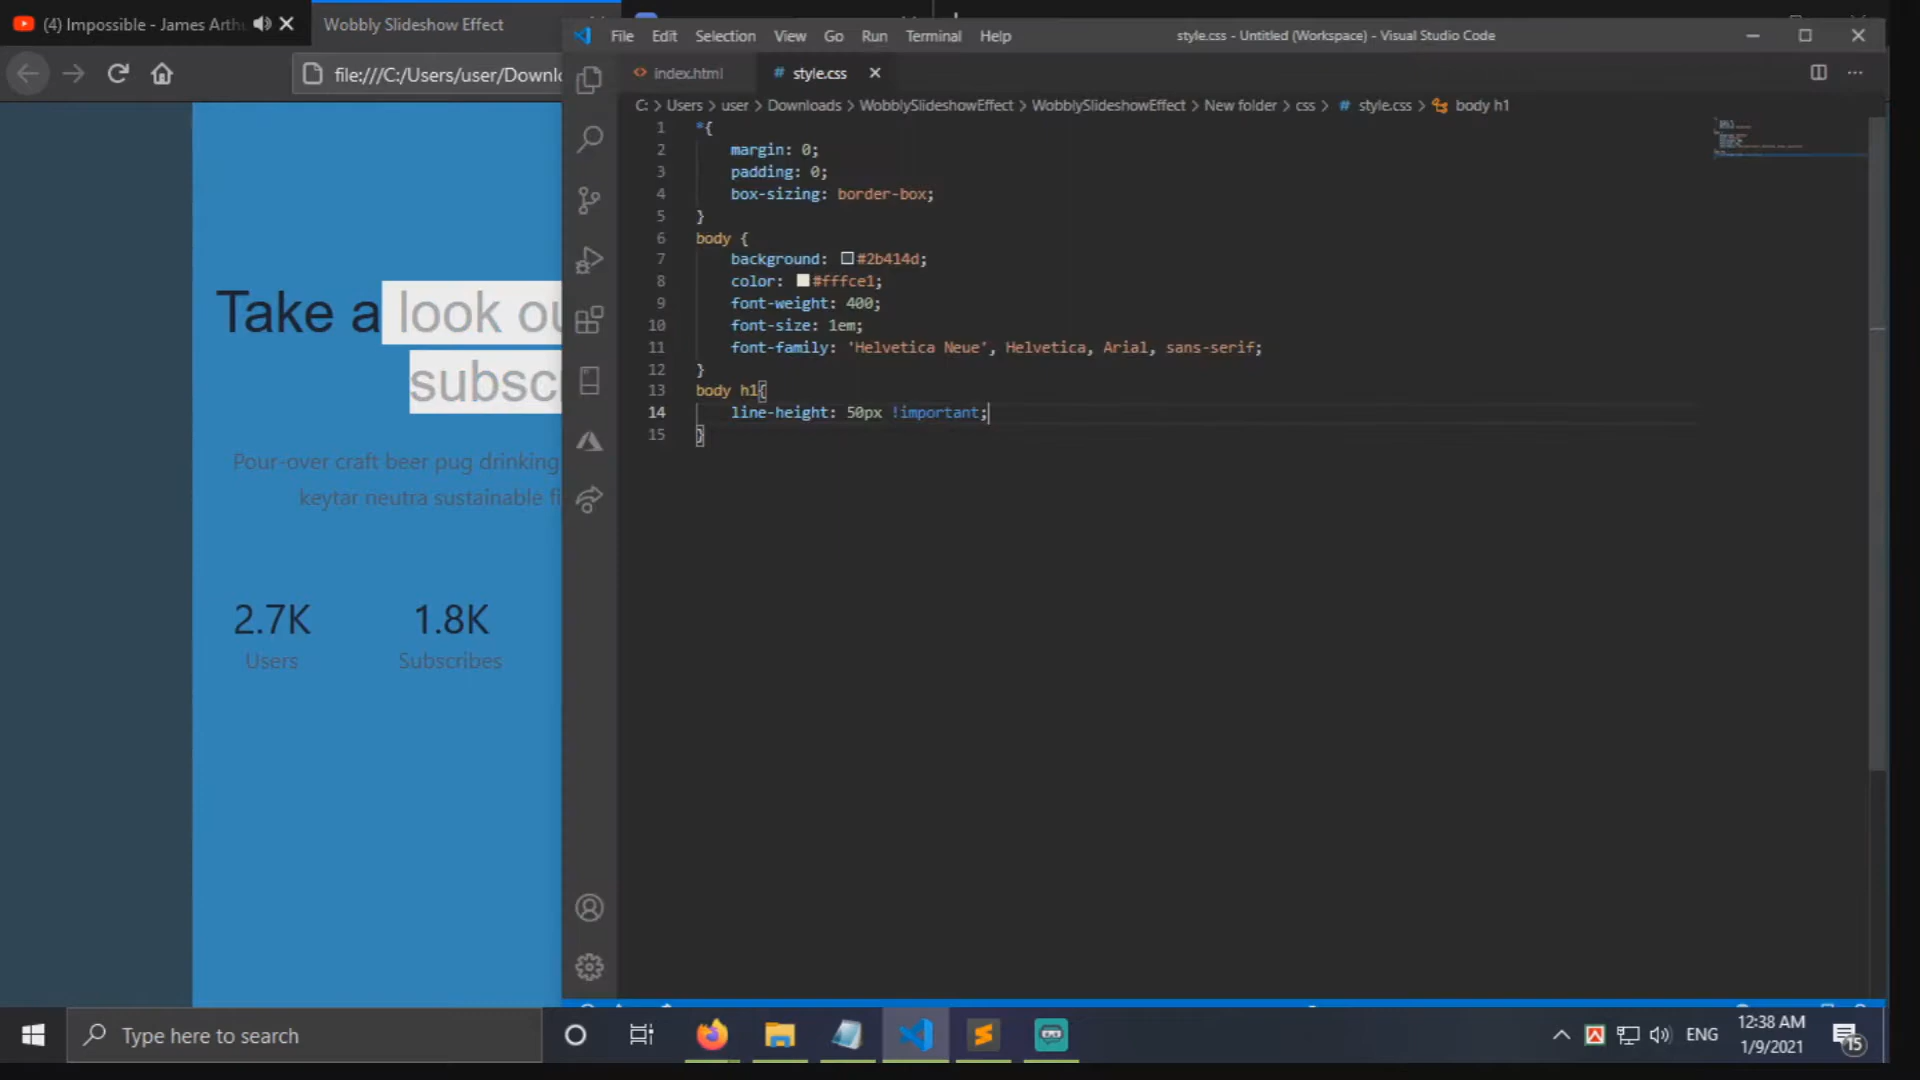 (4) Impossible - James Arth
Wobbly Slideshow Effect
file:///C:/Users/user/Downlo
Take a look ou
subscr
Pour-over craft beer pug drinking
keytar neutra sustainable fi
2.7K
1.8K
Users
Subscribes
File Edit Selection View Go Run Terminal Help
style.css - Untitled (Workspace) - Visual Studio Code
index.html
# style.css
C: > Users > user > Downloads > WobblySlideshowEffect > WobblySlideshowEffect > New folder > css > # style.css > body h1
1 *{
2 margin: 0;
3 padding: 0;
4 box-sizing: border-box;
5 }
6 body {
7 background: #2b414d;
8 color: #fffce1;
9 font-weight: 400;
10 font-size: 1em;
11 font-family: 'Helvetica Neue', Helvetica, Arial, sans-serif;
12 }
13 body h1{
14 line-height: 50px !important;
15 }
Type here to search
ENG
12:38 AM
1/9/2021
15